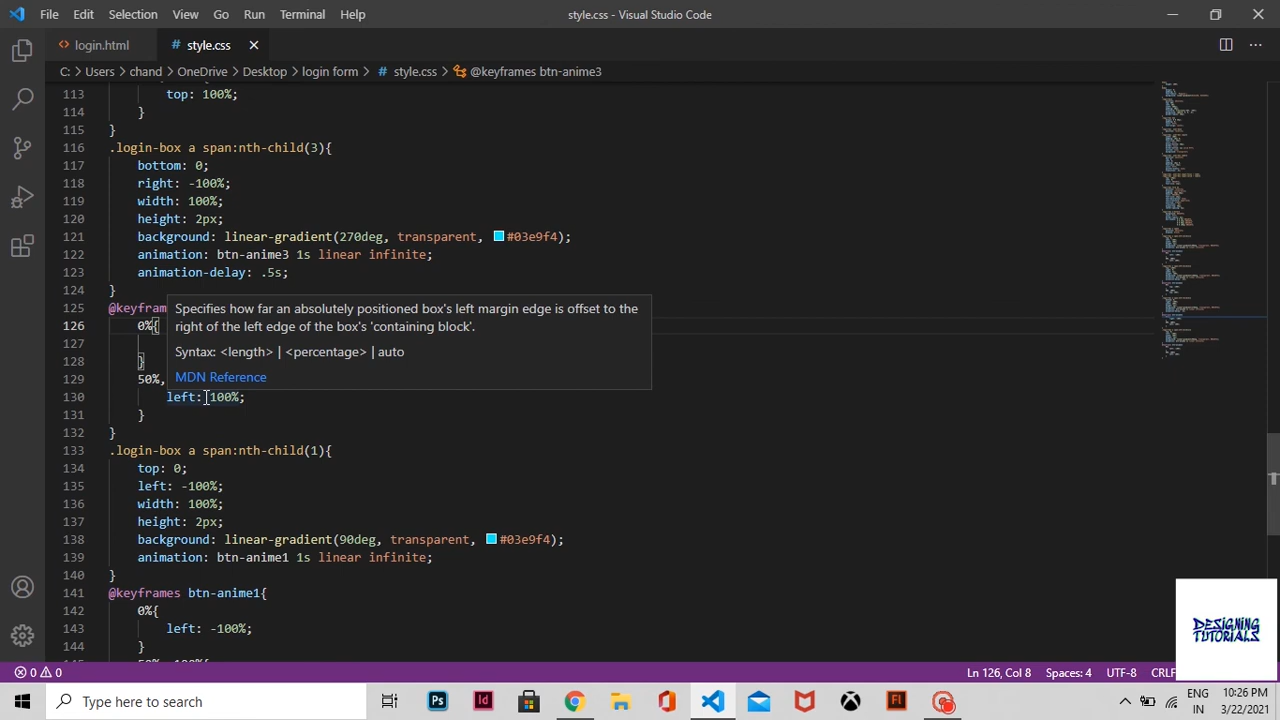 File Edit Selection View Go Run Terminal Help
style.css - Visual Studio Code
login.html
# style.css
C: > Users > chand > OneDrive > Desktop > login form > # style.css > @keyframes btn-anime3
113 top: 100%;
114 }
115 }
116 .login-box a span:nth-child(3){
117 bottom: 0;
118 right: -100%;
119 width: 100%;
120 height: 2px;
121 background: linear-gradient(270deg, transparent, #03e9f4);
122 animation: btn-anime3 1s linear infinite;
123 animation-delay: .5s;
124 }
125 @keyfram
126 0%{
127
128 }
129 50%,
130 left: 100%;
131 }
132 }
Specifies how far an absolutely positioned box's left margin edge is offset to the
right of the left edge of the box's 'containing block'.
Syntax: <length> | <percentage> | auto
MDN Reference
133 .login-box a span:nth-child(1){
134 top: 0;
135 left: -100%;
136 width: 100%;
137 height: 2px;
138 background: linear-gradient(90deg, transparent, #03e9f4);
139 animation: btn-anime1 1s linear infinite;
140 }
141 @keyframes btn-anime1{
142 0%{
143 left: -100%;
144 }
DESIGNING
TUTORIALS
0 0
Ln 126, Col 8 Spaces: 4 UTF-8 CRLF
Type here to search
Ps
Id
Fl
ENG
IN
10:26 PM
3/22/2021